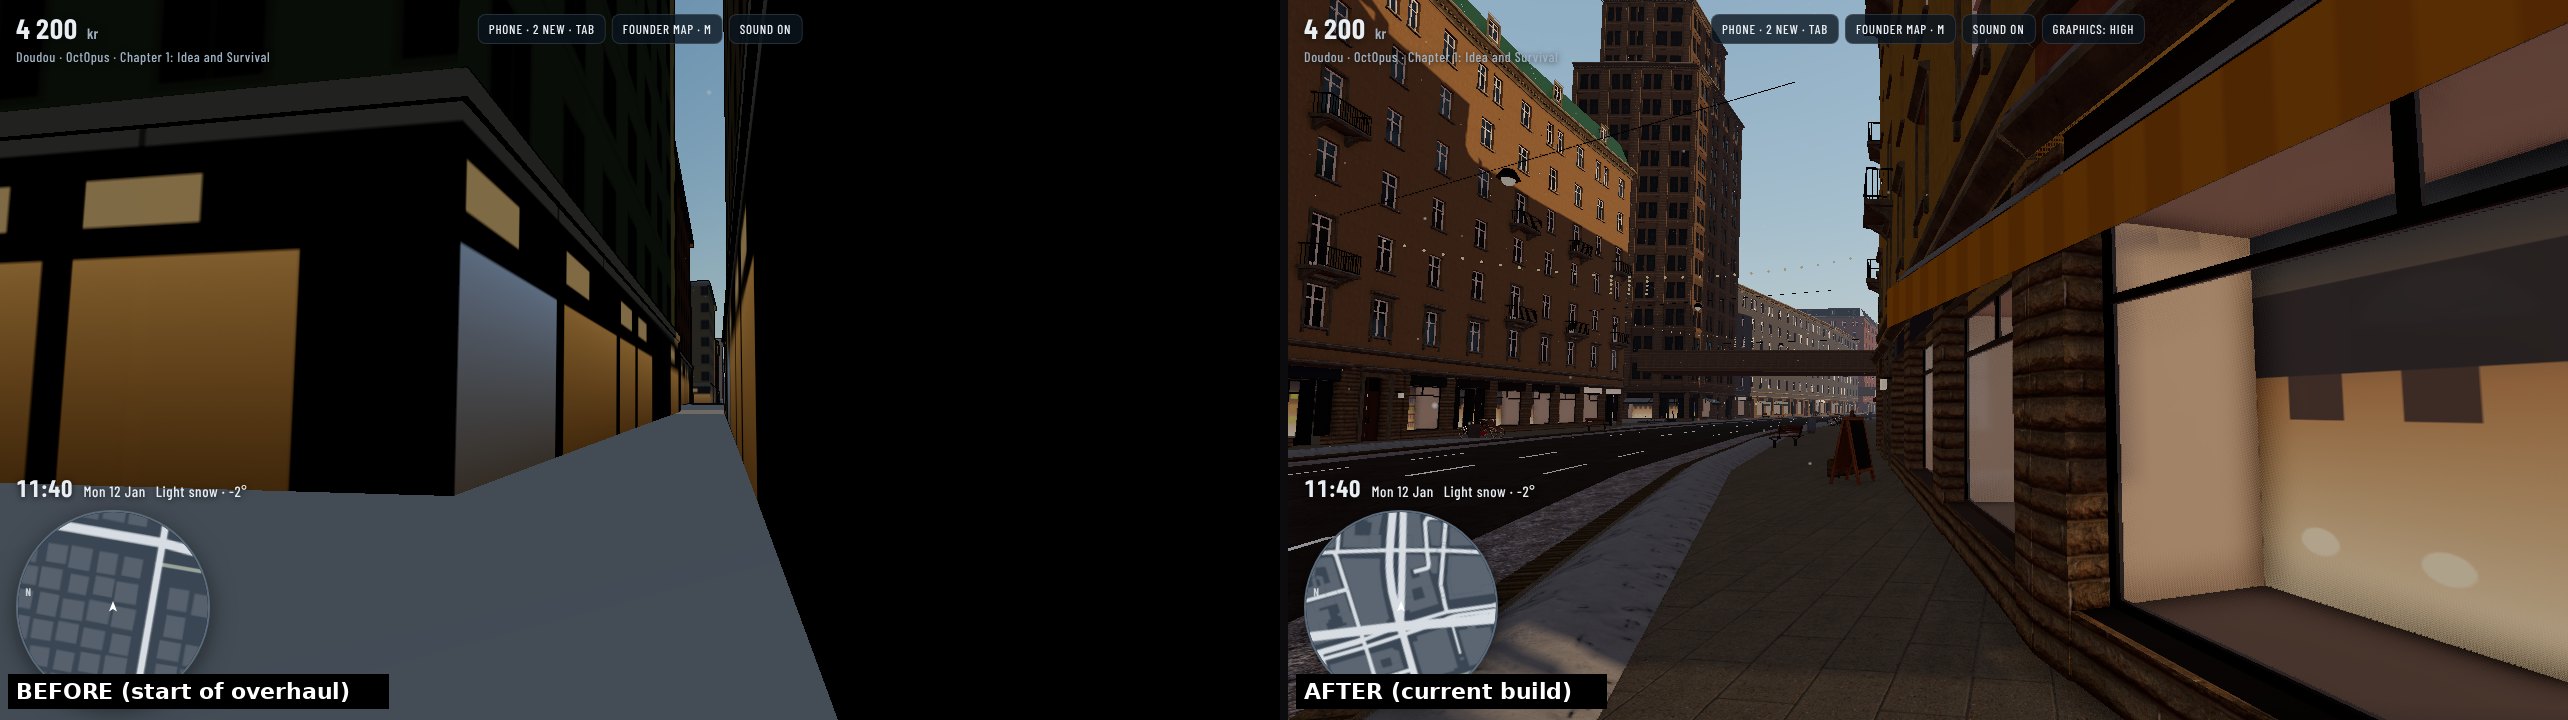 4 200 kr
Doudou · OctOpus · Chapter 1: Idea and Survival
PHONE · 2 NEW · TAB
FOUNDER MAP · M
SOUND ON
11:40 Mon 12 Jan Light snow · -2°
N
BEFORE (start of overhaul)
4 200 kr
Doudou · OctOpus · Chapter 1: Idea and Survival
PHONE · 2 NEW · TAB
FOUNDER MAP · M
SOUND ON
GRAPHICS: HIGH
11:40 Mon 12 Jan Light snow · -2°
N
AFTER (current build)